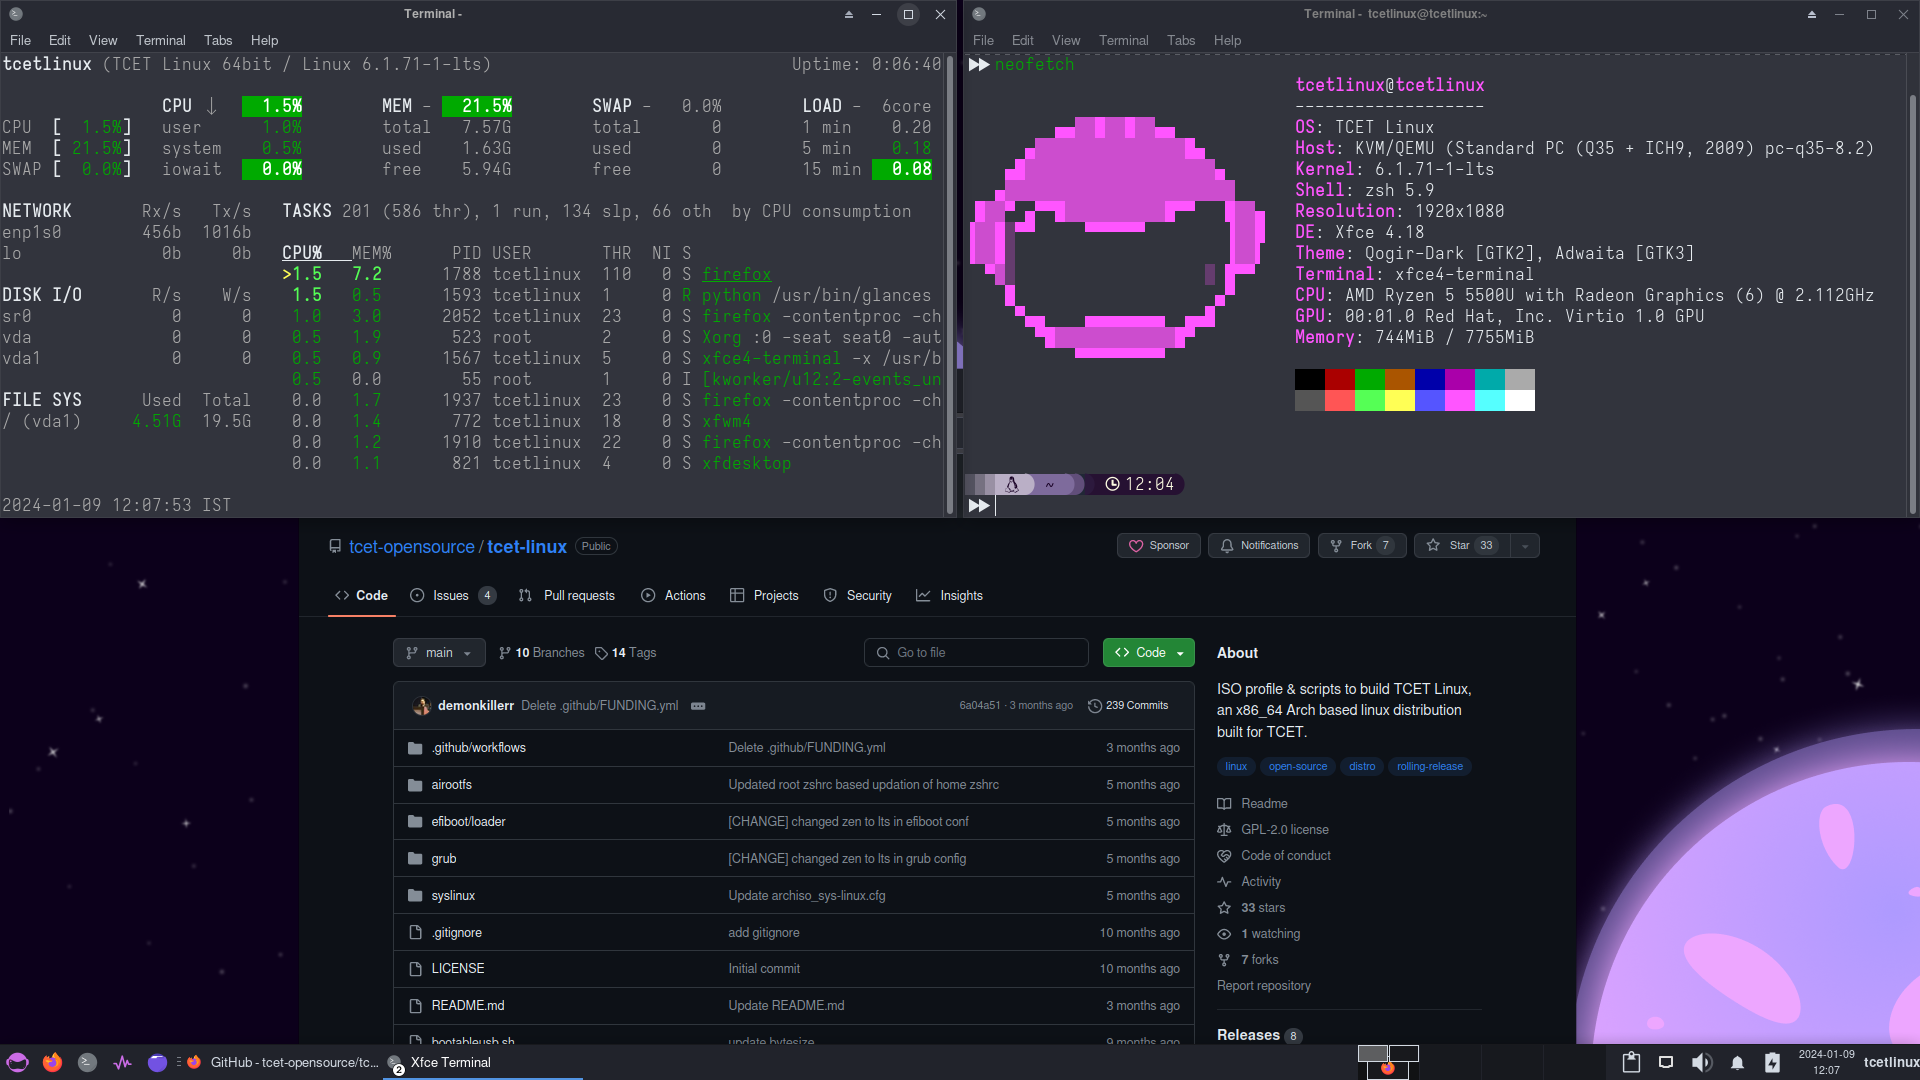 Terminal -
File Edit View Terminal Tabs Help
tcetlinux (TCET Linux 64bit / Linux 6.1.71-1-lts) Uptime: 0:06:40
CPU ↓ 1.5% MEM - 21.5% SWAP - 0.0% LOAD - 6core
CPU [ 1.5%] user 1.0% total 7.57G total 0 1 min 0.20
MEM [ 21.5%] system 0.5% used 1.63G used 0 5 min 0.18
SWAP [ 0.0%] iowait 0.0% free 5.94G free 0 15 min 0.08
NETWORK Rx/s Tx/s TASKS 201 (586 thr), 1 run, 134 slp, 66 oth by CPU consumption
enp1s0 456b 1016b
lo 0b 0b CPU% MEM% PID USER THR NI S
>1.5 7.2 1788 tcetlinux 110 0 S firefox
DISK I/O R/s W/s 1.5 0.5 1593 tcetlinux 1 0 R python /usr/bin/glances
sr0 0 0 1.0 3.0 2052 tcetlinux 23 0 S firefox -contentproc -ch
vda 0 0 0.5 1.9 523 root 2 0 S Xorg :0 -seat seat0 -aut
vda1 0 0 0.5 0.9 1567 tcetlinux 5 0 S xfce4-terminal -x /usr/b
0.5 0.0 55 root 1 0 I [kworker/u12:2-events_un
FILE SYS Used Total 0.0 1.7 1937 tcetlinux 23 0 S firefox -contentproc -ch
/ (vda1) 4.51G 19.5G 0.0 1.4 772 tcetlinux 18 0 S xfwm4
0.0 1.2 1910 tcetlinux 22 0 S firefox -contentproc -ch
0.0 1.1 821 tcetlinux 4 0 S xfdesktop
2024-01-09 12:07:53 IST
Terminal - tcetlinux@tcetlinux:~
File Edit View Terminal Tabs Help
neofetch
tcetlinux@tcetlinux
-------------------
OS: TCET Linux
Host: KVM/QEMU (Standard PC (Q35 + ICH9, 2009) pc-q35-8.2)
Kernel: 6.1.71-1-lts
Shell: zsh 5.9
Resolution: 1920x1080
DE: Xfce 4.18
Theme: Qogir-Dark [GTK2], Adwaita [GTK3]
Terminal: xfce4-terminal
CPU: AMD Ryzen 5 5500U with Radeon Graphics (6) @ 2.112GHz
GPU: 00:01.0 Red Hat, Inc. Virtio 1.0 GPU
Memory: 744MiB / 7755MiB
~ 12:04
tcet-opensource / tcet-linux Public Sponsor Notifications Fork 7 Star 33
Code Issues 4 Pull requests Actions Projects Security Insights
main 10 Branches 14 Tags Go to file Code
demonkillerr Delete .github/FUNDING.yml 6a04a51 · 3 months ago 239 Commits
.github/workflows Delete .github/FUNDING.yml 3 months ago
airootfs Updated root zshrc based updation of home zshrc 5 months ago
efiboot/loader [CHANGE] changed zen to lts in efiboot conf 5 months ago
grub [CHANGE] changed zen to lts in grub config 5 months ago
syslinux Update archiso_sys-linux.cfg 5 months ago
.gitignore add gitignore 10 months ago
LICENSE Initial commit 10 months ago
README.md Update README.md 3 months ago
bootableusb.sh update bytesize 9 months ago
About
ISO profile & scripts to build TCET Linux,
an x86_64 Arch based linux distribution
built for TCET.
linux open-source distro rolling-release
Readme
GPL-2.0 license
Code of conduct
Activity
33 stars
1 watching
7 forks
Report repository
Releases 8
GitHub - tcet-opensource/tc... 2 Xfce Terminal 2024-01-09 tcetlinux
12:07